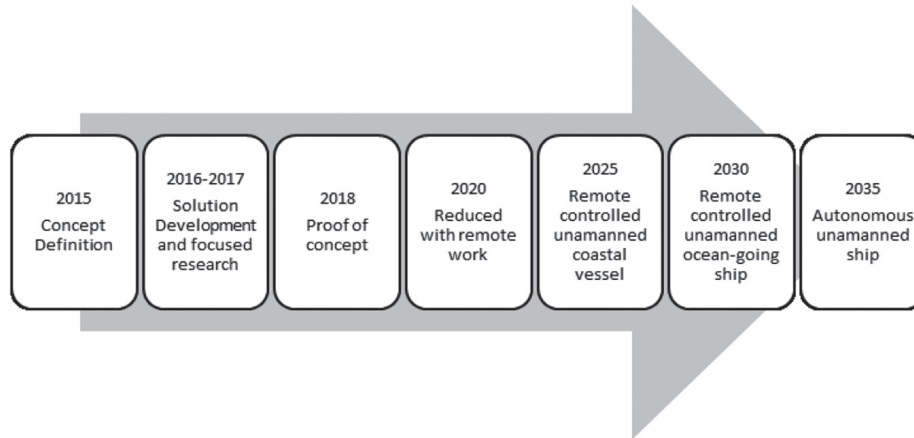 2015
Concept
Definition
2016-2017
Solution
Development
and focused
research
2018
Proof of
concept
2020
Reduced
with remote
work
2025
Remote
controlled
unamanned
coastal
vessel
2030
Remote
controlled
unamanned
ocean-going
ship
2035
Autonomous
unamanned
ship